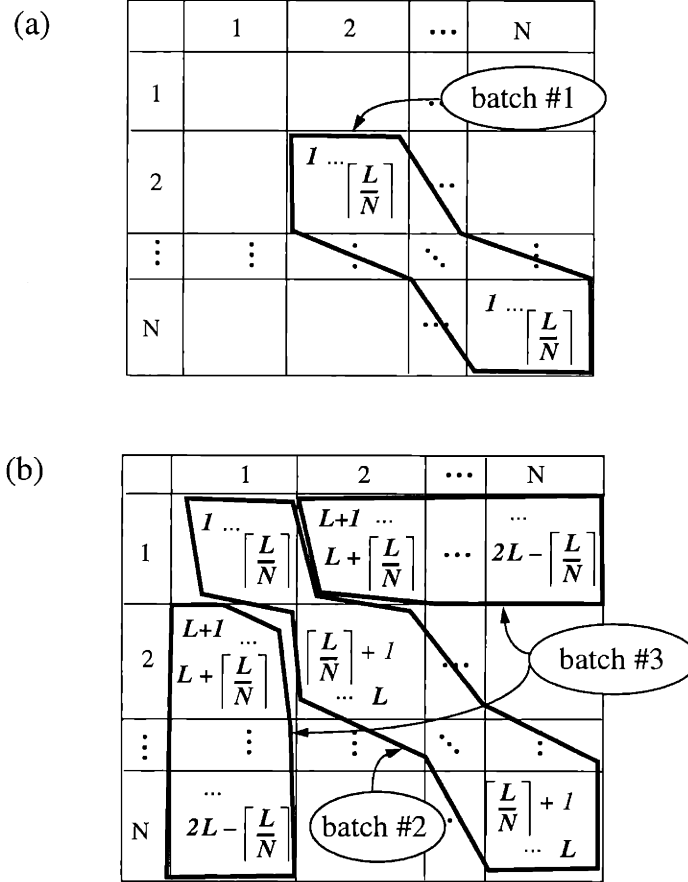 (a)
1 2 ... N
1 ... batch #1
2 1 ... ⌈L/N⌉ ...
⋮ ⋮ ⋮ ⋱ ⋮
N ... 1 ... ⌈L/N⌉
(b)
1 2 ... N
1 1 ... ⌈L/N⌉ L+1 ... L + ⌈L/N⌉ ... ... 2L – ⌈L/N⌉
2 L+1 ... L + ⌈L/N⌉ ⌈L/N⌉ + 1 ... L ... batch #3
⋮ ⋮ ⋮ ⋱ ⋮
N ... 2L – ⌈L/N⌉ batch #2 . ⌈L/N⌉ + 1 ... L